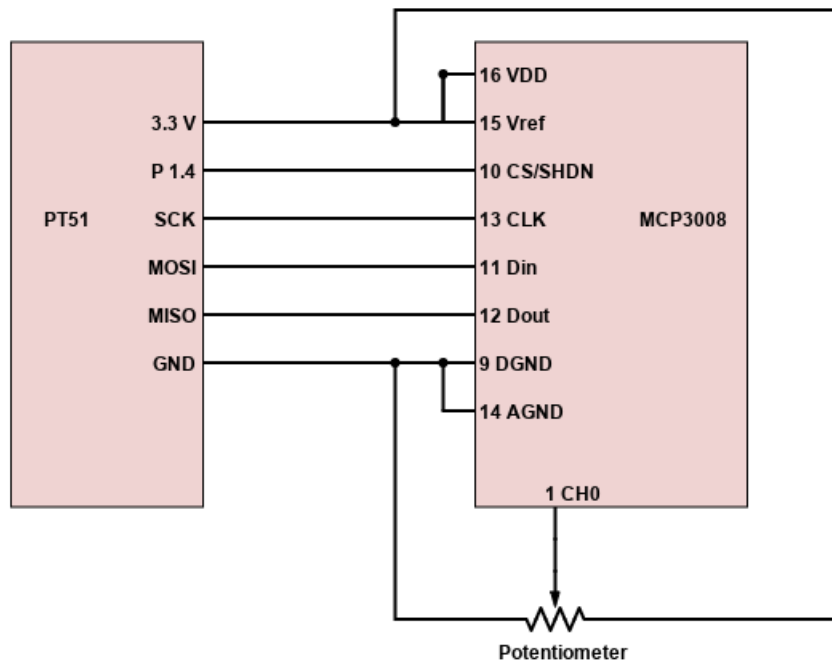 16 VDD
3.3 V
15 Vref
P 1.4
10 CS/SHDN
PT51
SCK
13 CLK
MCP3008
MOSI
11 Din
MISO
12 Dout
GND
9 DGND
14 AGND
1 CH0
Potentiometer